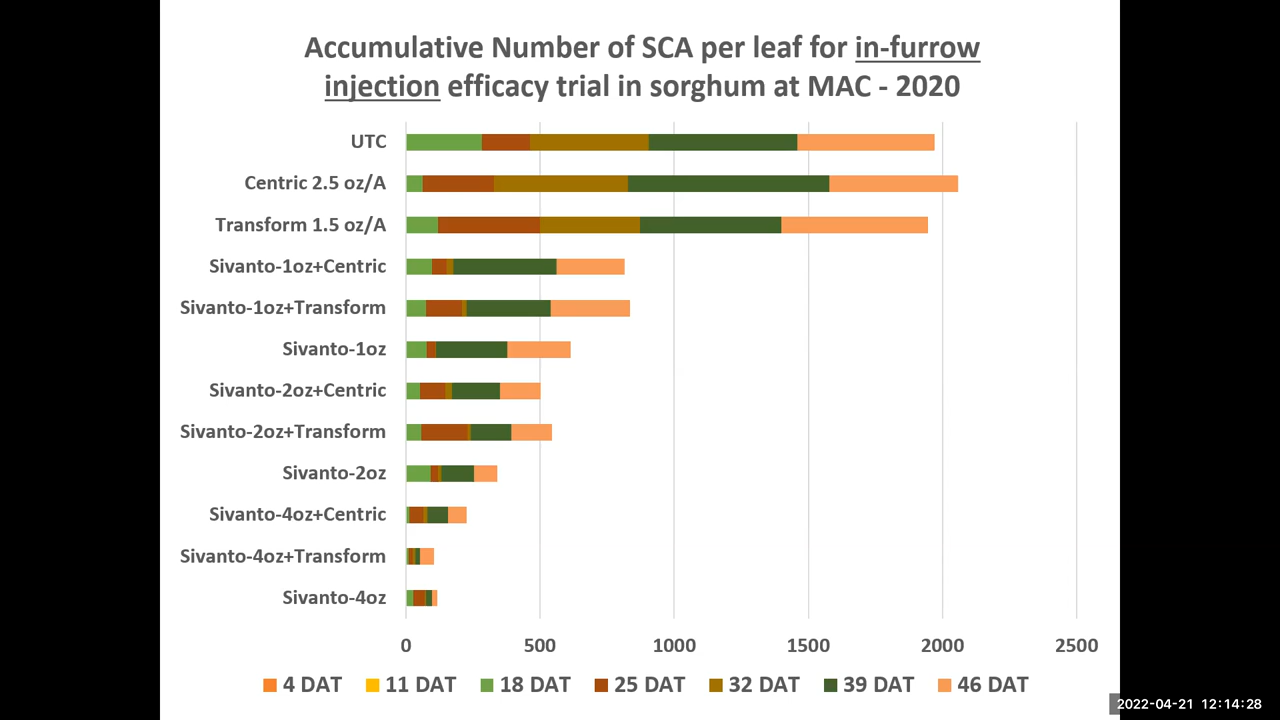 Accumulative Number of SCA per leaf for in-furrow
injection efficacy trial in sorghum at MAC - 2020
UTC
Centric 2.5 oz/A
Transform 1.5 oz/A
Sivanto-1oz+Centric
Sivanto-1oz+Transform
Sivanto-1oz
Sivanto-2oz+Centric
Sivanto-2oz+Transform
Sivanto-2oz
Sivanto-4oz+Centric
Sivanto-4oz+Transform
Sivanto-4oz
0 500 1000 1500 2000 2500
4 DAT 11 DAT 18 DAT 25 DAT 32 DAT 39 DAT 46 DAT
2022-04-21 12:14:28